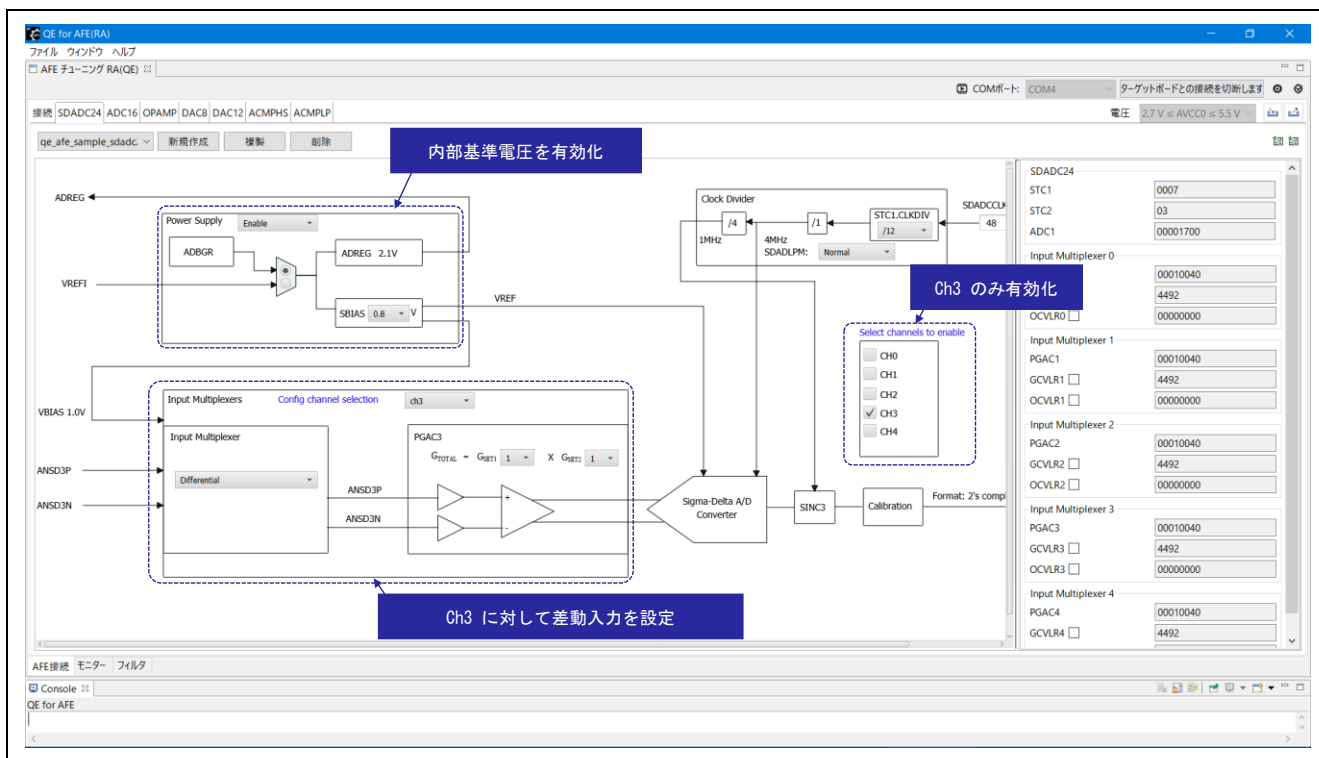 QE for AFE(RA)
ファイル ウィンドウ ヘルプ
AFE チューニング RA(QE)
COMポート: COM4 ターゲットボードとの接続を切断します
接続 SDADC24 ADC16 OPAMP DAC8 DAC12 ACMPHS ACMPLP
電圧 2.7 V ≤ AVCC0 ≤ 5.5 V
qe_afe_sample_sdadc. 新規作成 複製 削除
内部基準電圧を有効化
ADREG
Power Supply Enable
ADBGR
ADREG 2.1V
VREFI
SBIAS 0.8 V
VREF
Clock Divider
/4
/1
STC1.CLKDIV
/12
SDADCCLK
48
1MHz
4MHz
SDADLPM: Normal
Ch3 のみ有効化
Select channels to enable
CH0
CH1
CH2
CH3
CH4
VBIAS 1.0V
Input Multiplexers Config channel selection ch3
Input Multiplexer
Differential
ANSD3P
ANSD3N
ANSD3P
ANSD3N
PGAC3
GTOTAL = GSET1 1 X GSET2 1
+
-
Sigma-Delta A/D
Converter
SINC3
Calibration
Format: 2's compl
Ch3 に対して差動入力を設定
SDADC24
STC1 0007
STC2 03
ADC1 00001700
Input Multiplexer 0
00010040
4492
OCVLR0 00000000
Input Multiplexer 1
PGAC1 00010040
GCVLR1 4492
OCVLR1 00000000
Input Multiplexer 2
PGAC2 00010040
GCVLR2 4492
OCVLR2 00000000
Input Multiplexer 3
PGAC3 00010040
GCVLR3 4492
OCVLR3 00000000
Input Multiplexer 4
PGAC4 00010040
GCVLR4 4492
AFE接続 モニター フィルタ
Console
QE for AFE